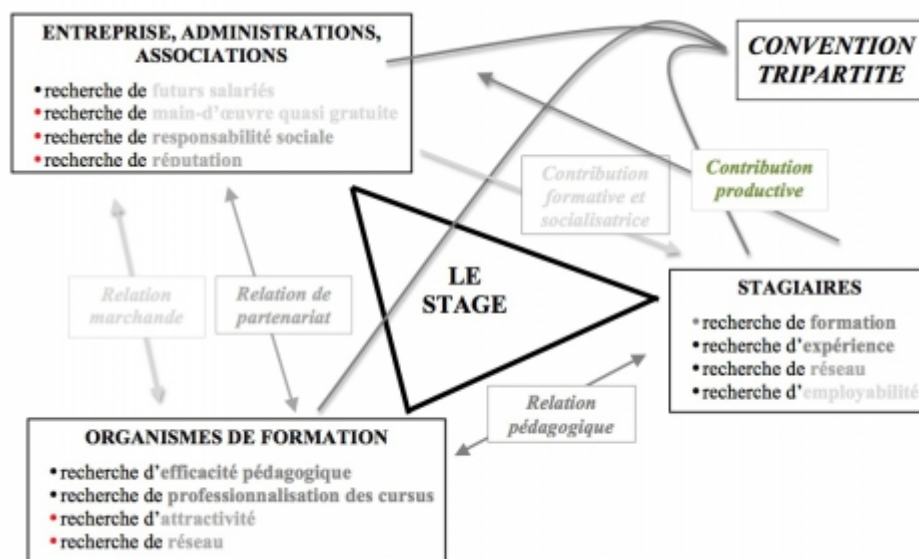 ENTREPRISE, ADMINISTRATIONS,
ASSOCIATIONS
•recherche de futurs salariés
•recherche de main-d'œuvre quasi gratuite
•recherche de responsabilité sociale
•recherche de réputation
CONVENTION
TRIPARTITE
Contribution
formative et
socialisatrice
Contribution
productive
Relation
marchande
Relation de
partenariat
LE
STAGE
STAGIAIRES
•recherche de formation
•recherche d'expérience
•recherche de réseau
•recherche d'employabilité
Relation
pédagogique
ORGANISMES DE FORMATION
•recherche d'efficacité pédagogique
•recherche de professionnalisation des cursus
•recherche d'attractivité
•recherche de réseau